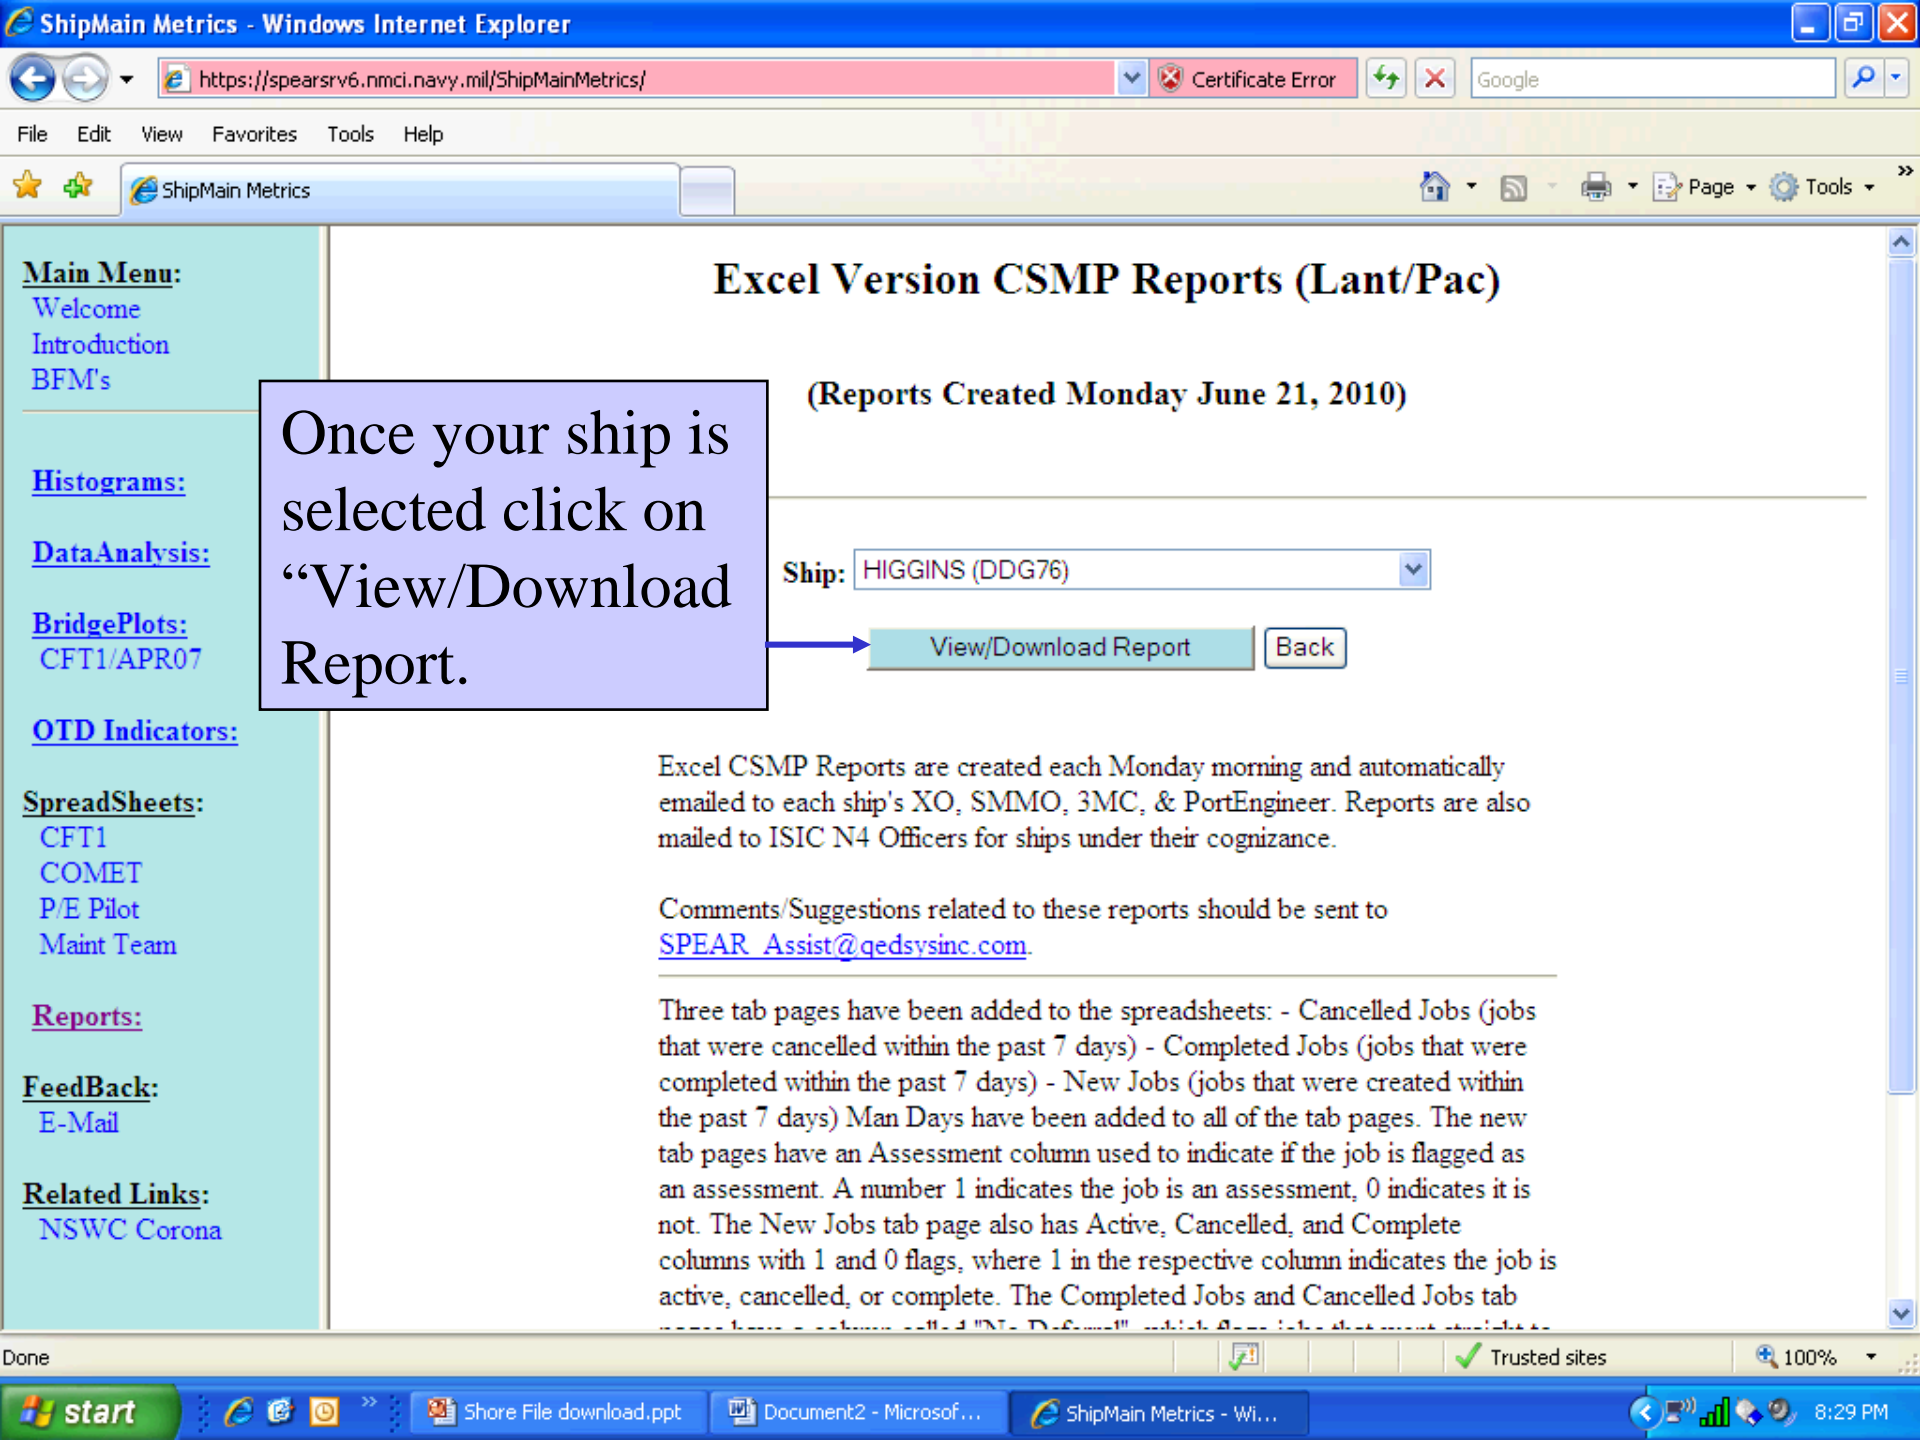 ShipMain Metrics - Windows Internet Explorer
https://spearsrv6.nmci.navy.mil/ShipMainMetrics/
Certificate Error
Google
File Edit View Favorites Tools Help
ShipMain Metrics
Page
Tools
Main Menu:
Welcome
Introduction
BFM's
Histograms:
DataAnalysis:
BridgePlots:
CFT1/APR07
OTD Indicators:
SpreadSheets:
CFT1
COMET
P/E Pilot
Maint Team
Reports:
FeedBack:
E-Mail
Related Links:
NSWC Corona
Excel Version CSMP Reports (Lant/Pac)
(Reports Created Monday June 21, 2010)
Once your ship is
selected click on
“View/Download
Report.
Ship: HIGGINS (DDG76)
View/Download Report Back
Excel CSMP Reports are created each Monday morning and automatically
emailed to each ship's XO, SMMO, 3MC, & PortEngineer. Reports are also
mailed to ISIC N4 Officers for ships under their cognizance.
Comments/Suggestions related to these reports should be sent to
SPEAR_Assist@qedsysinc.com.
Three tab pages have been added to the spreadsheets: - Cancelled Jobs (jobs
that were cancelled within the past 7 days) - Completed Jobs (jobs that were
completed within the past 7 days) - New Jobs (jobs that were created within
the past 7 days) Man Days have been added to all of the tab pages. The new
tab pages have an Assessment column used to indicate if the job is flagged as
an assessment. A number 1 indicates the job is an assessment, 0 indicates it is
not. The New Jobs tab page also has Active, Cancelled, and Complete
columns with 1 and 0 flags, where 1 in the respective column indicates the job is
active, cancelled, or complete. The Completed Jobs and Cancelled Jobs tab
pages have a column called "No Deferral", which flags jobs that went straight to
Done
Trusted sites
100%
start
Shore File download.ppt
Document2 - Microsof...
ShipMain Metrics - Wi...
8:29 PM